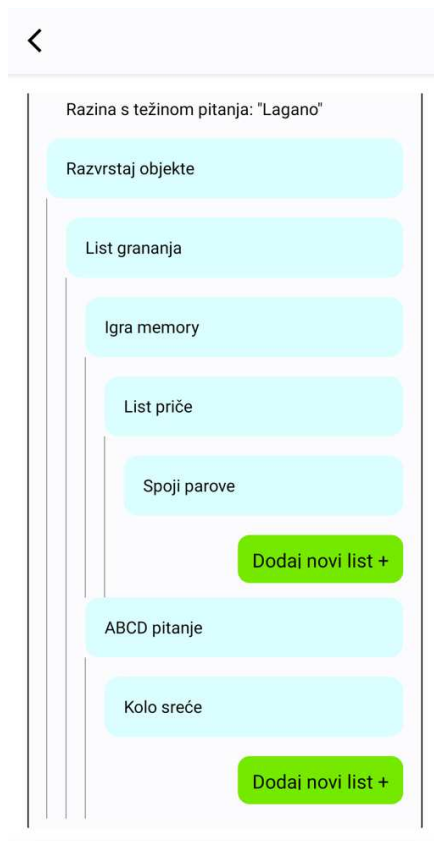 Razina s težinom pitanja: "Lagano"
Razvrstaj objekte
List grananja
Igra memory
List priče
Spoji parove
Dodaj novi list +
ABCD pitanje
Kolo sreće
Dodaj novi list +